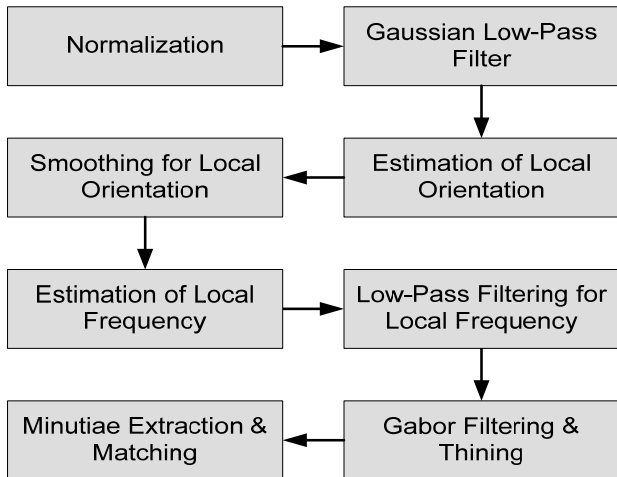 Normalization
Gaussian Low-Pass
Filter
Estimation of Local
Orientation
Smoothing for Local
Orientation
Estimation of Local
Frequency
Low-Pass Filtering for
Local Frequency
Gabor Filtering &
Thining
Minutiae Extraction &
Matching